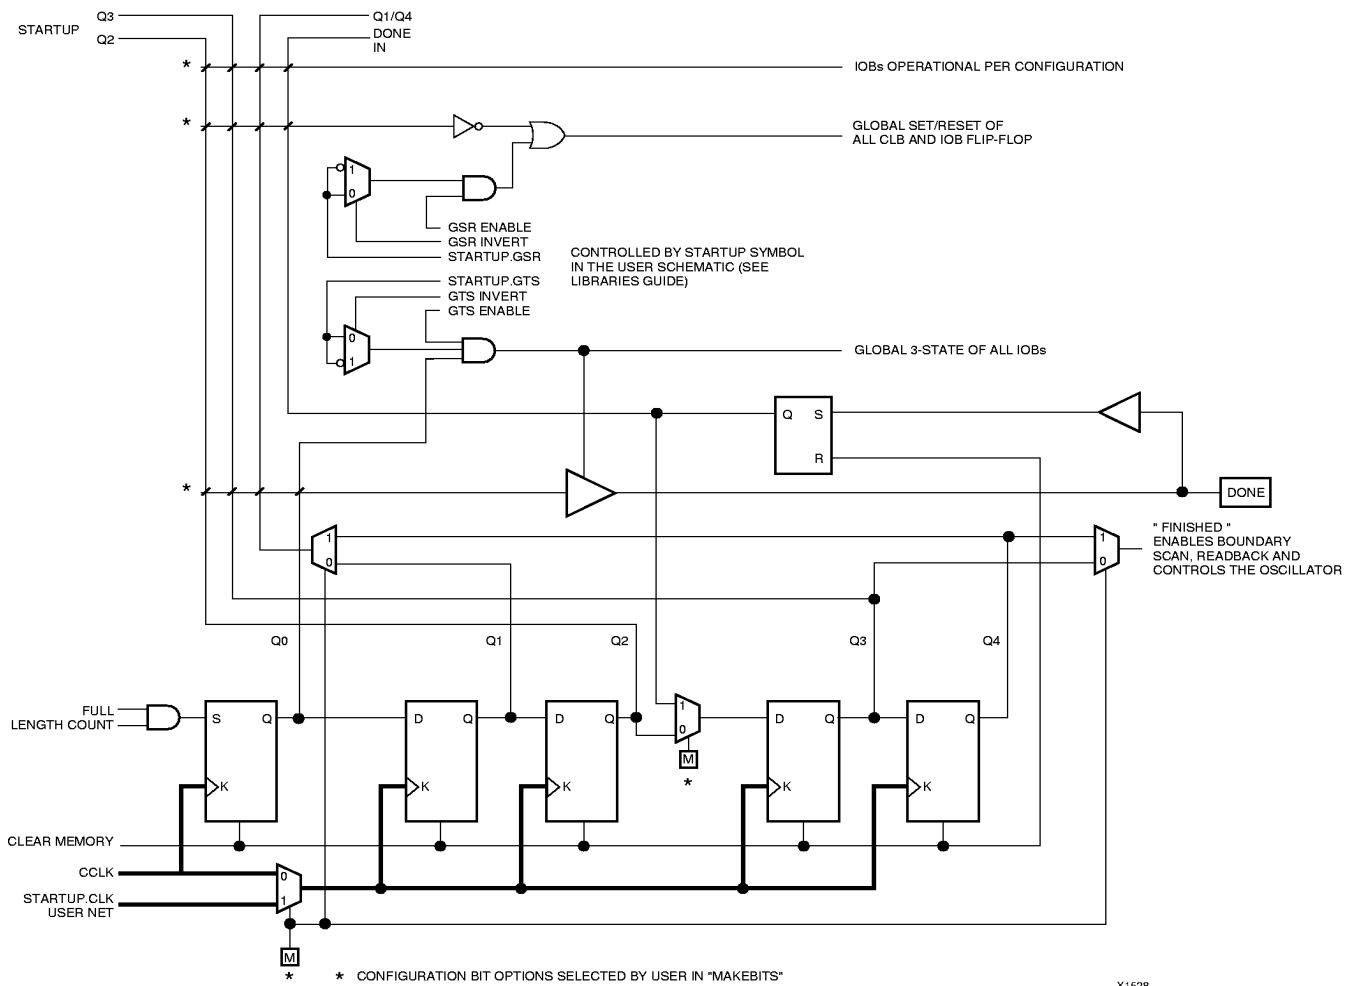 Q3
Q1/Q4
STARTUP
Q2
DONE
IN
*
IOBs OPERATIONAL PER CONFIGURATION
*
GLOBAL SET/RESET OF
ALL CLB AND IOB FLIP-FLOP
1
0
GSR ENABLE
GSR INVERT
STARTUP.GSR
CONTROLLED BY STARTUP SYMBOL
IN THE USER SCHEMATIC (SEE
LIBRARIES GUIDE)
STARTUP.GTS
GTS INVERT
GTS ENABLE
0
1
GLOBAL 3-STATE OF ALL IOBs
Q S
R
*
DONE
1
0
1
0
" FINISHED "
ENABLES BOUNDARY
SCAN, READBACK AND
CONTROLS THE OSCILLATOR
Q0
Q1
Q2
Q3
Q4
FULL
LENGTH COUNT
S Q
K
D Q
K
D Q
K
1
0
M
*
D Q
K
D Q
K
CLEAR MEMORY
CCLK
STARTUP.CLK
USER NET
0
1
M
*
* CONFIGURATION BIT OPTIONS SELECTED BY USER IN "MAKEBITS"